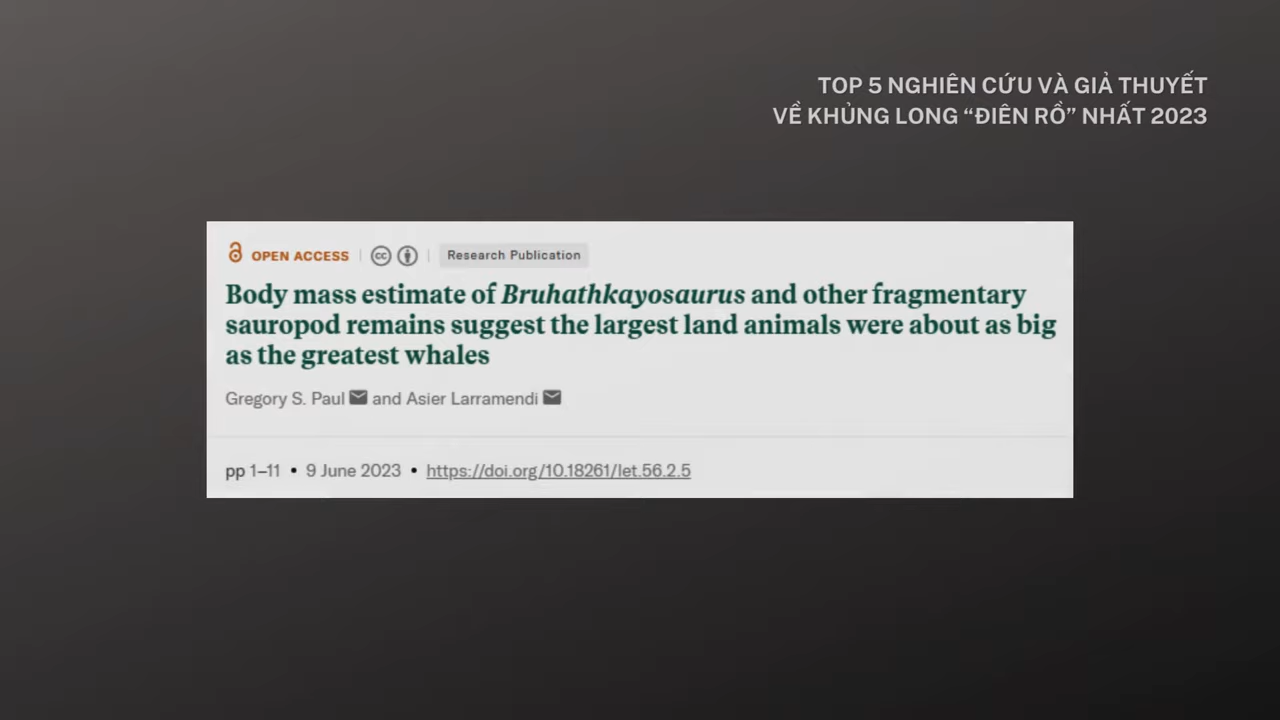 TOP 5 NGHIÊN CỨU VÀ GIẢ THUYẾT
VỀ KHỦNG LONG “ĐIÊN RỒ” NHẤT 2023
OPEN ACCESS | cc | Research Publication
Body mass estimate of Bruhathkayosaurus and other fragmentary
sauropod remains suggest the largest land animals were about as big
as the greatest whales
Gregory S. Paul and Asier Larramendi
pp 1–11 • 9 June 2023 • https://doi.org/10.18261/let.56.2.5